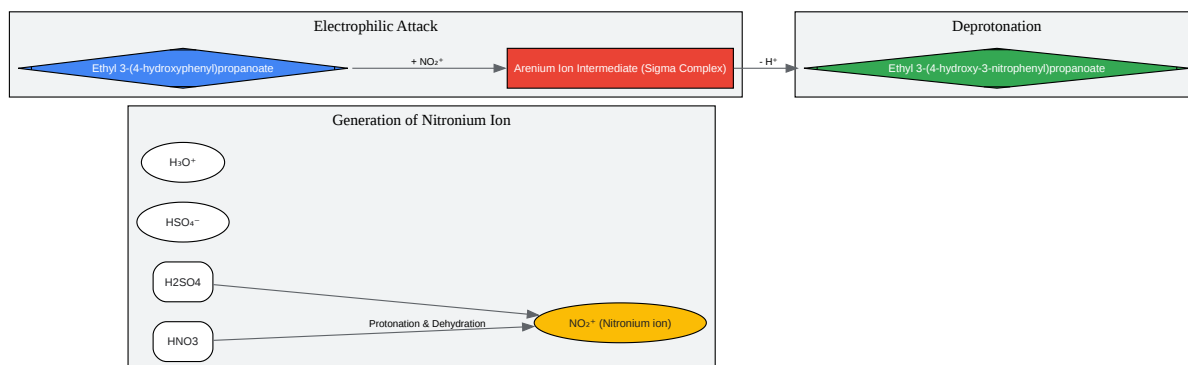 Electrophilic Attack
Deprotonation
Ethyl 3-(4-hydroxyphenyl)propanoate
+ NO₂⁺
Arenium Ion Intermediate (Sigma Complex)
- H⁺
Ethyl 3-(4-hydroxy-3-nitrophenyl)propanoate
Generation of Nitronium Ion
H₃O⁺
HSO₄⁻
H2SO4
Protonation & Dehydration
NO₂⁺ (Nitronium ion)
HNO3